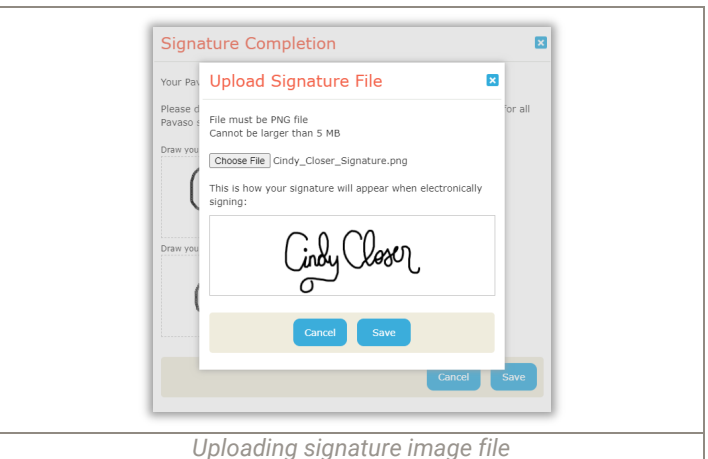 Signature Completion
Your Pav
Please d
for all
Pavaso s
Draw you
Draw you
Upload Signature File
File must be PNG file
Cannot be larger than 5 MB
Choose File Cindy_Closer_Signature.png
This is how your signature will appear when electronically
signing:
Cindy Closer
Cancel Save
Cancel Save
Uploading signature image file